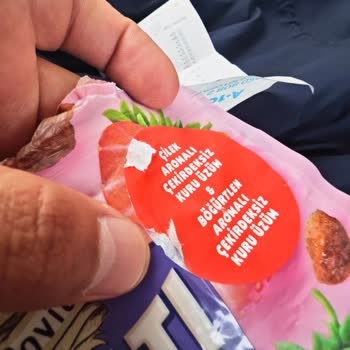 ÇİLEK
AROMALI
ÇEKİRDEKSİZ
KURU ÜZÜM
&
BÖĞÜRTLEN
AROMALI
ÇEKİRDEKSİZ
KURU ÜZÜM